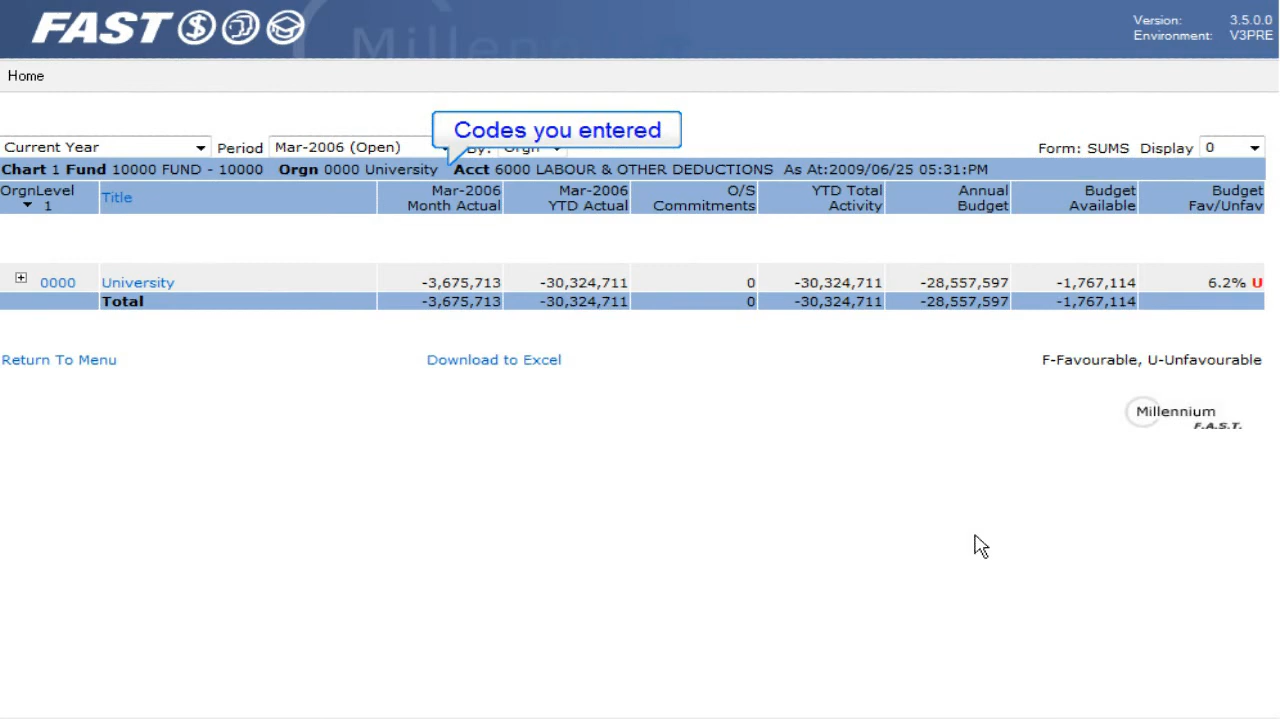 FAST
Millenn
Version: 3.5.0.0
Environment: V3PRE
Home
Codes you entered
Current Year Period Mar-2006 (Open) By: Orgn Form: SUMS Display 0
Chart 1 Fund 10000 FUND - 10000 Orgn 0000 University Acct 6000 LABOUR & OTHER DEDUCTIONS As At:2009/06/25 05:31:PM
OrgnLevel 1 Title Mar-2006 Month Actual Mar-2006 YTD Actual O/S Commitments YTD Total Activity Annual Budget Budget Available Budget Fav/Unfav
0000 University -3,675,713 -30,324,711 0 -30,324,711 -28,557,597 -1,767,114 6.2% U
Total -3,675,713 -30,324,711 0 -30,324,711 -28,557,597 -1,767,114
Return To Menu Download to Excel F-Favourable, U-Unfavourable
Millennium
F.A.S.T.